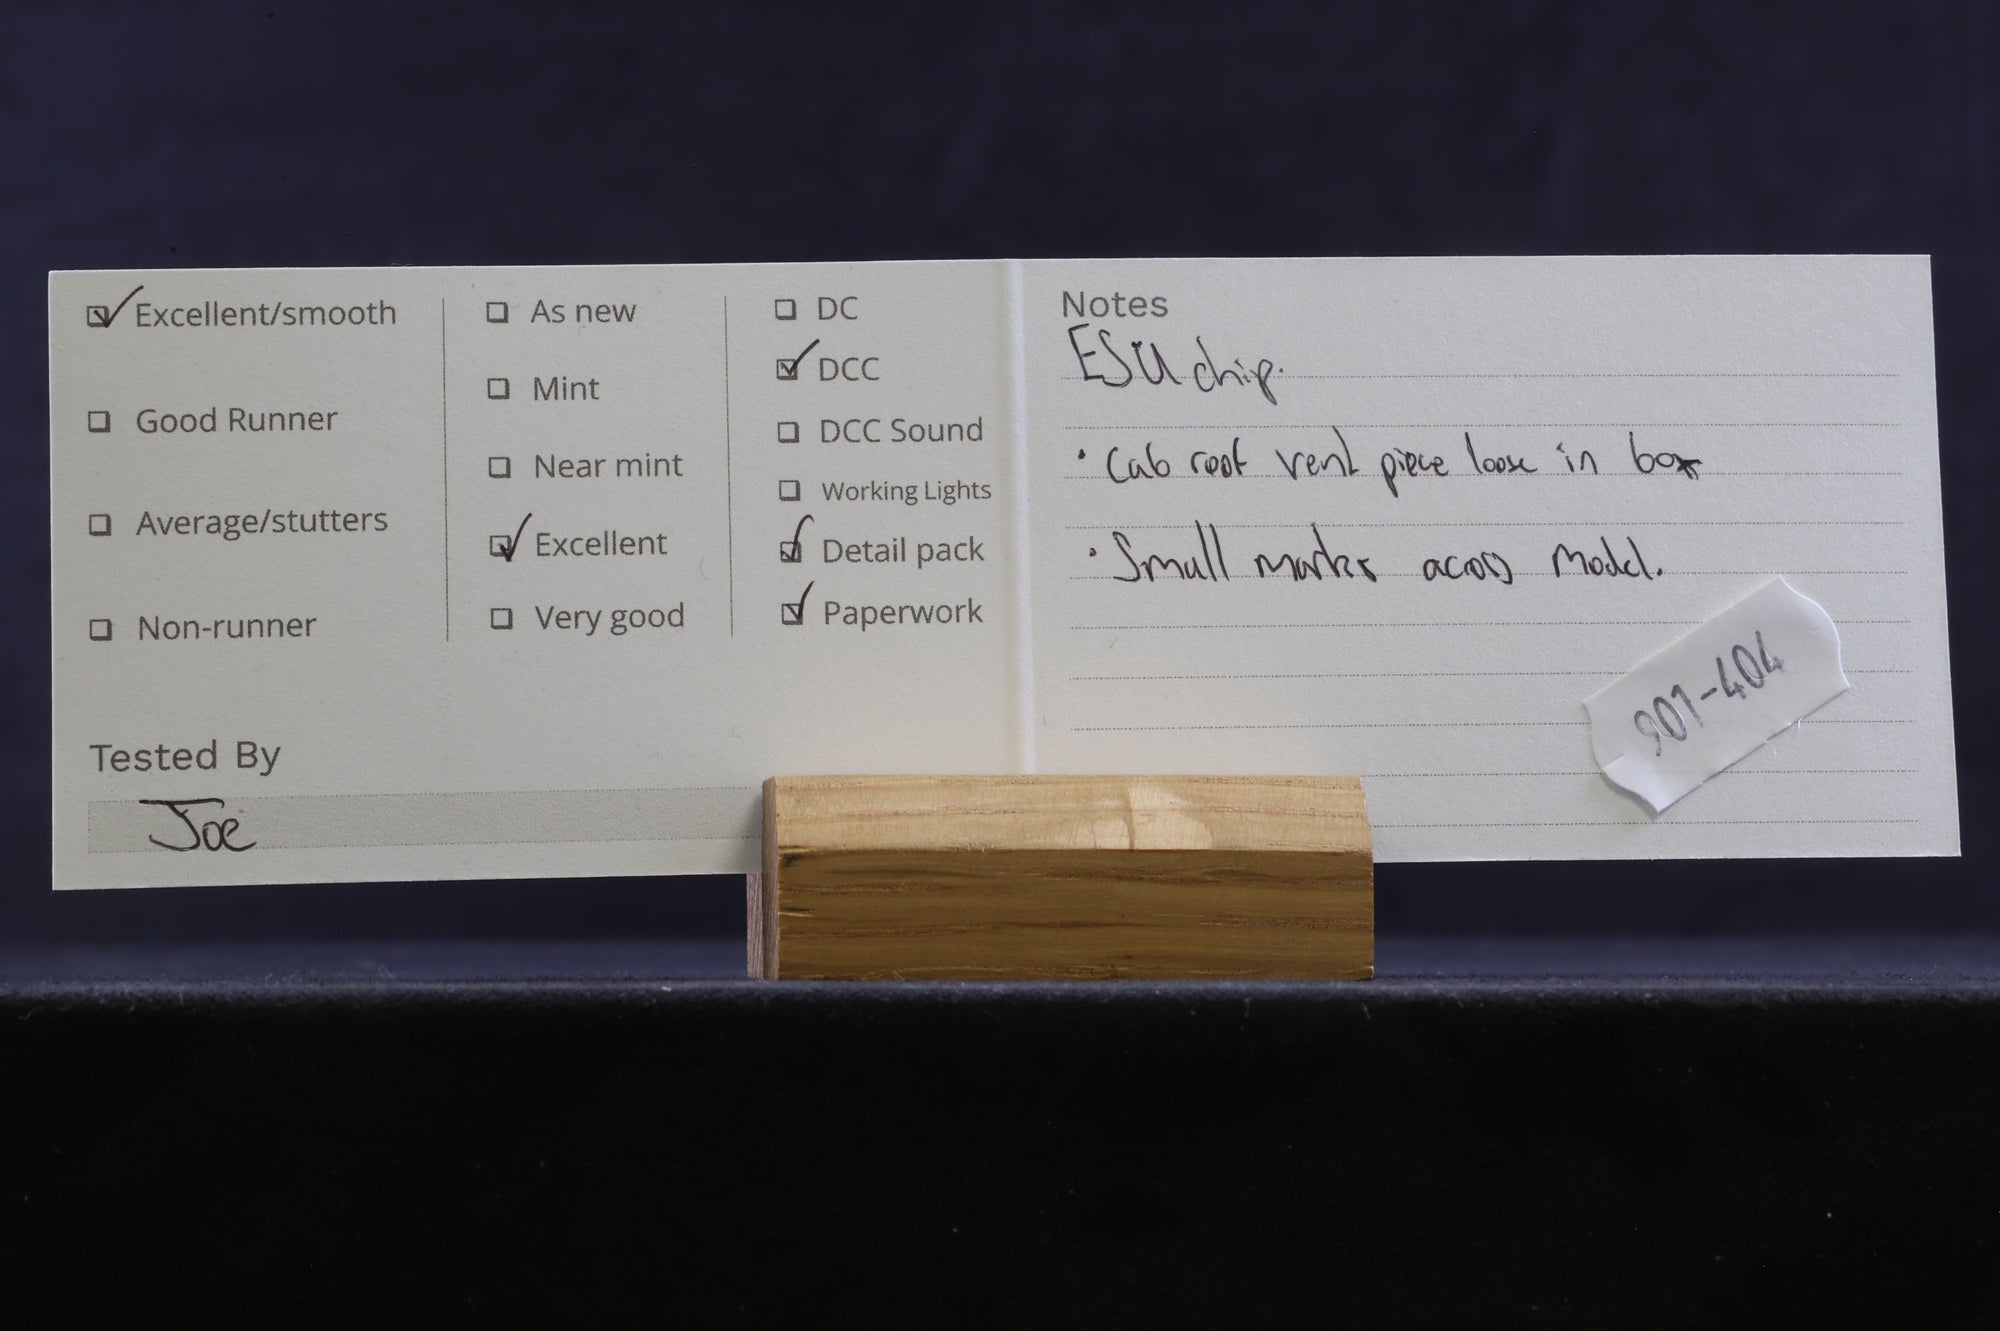 Excellent/smooth
Good Runner
Average/stutters
Non-runner
As new
Mint
Near mint
Excellent
Very good
DC
DCC
DCC Sound
Working Lights
Detail pack
Paperwork
Tested By
Joe
Notes
ESU chip.
· Cab roof vent piece loose in box
· Small marks across model.
901-404